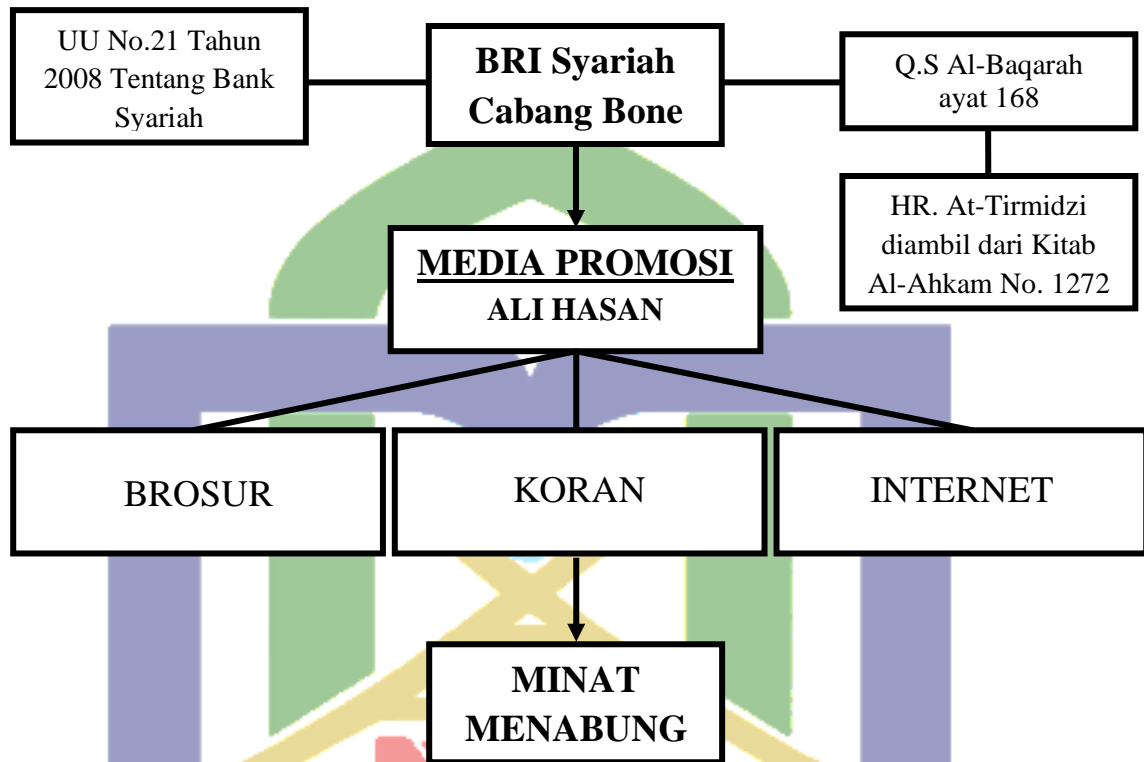 UU No.21 Tahun
2008 Tentang Bank
Syariah
BRI Syariah
Cabang Bone
Q.S Al-Baqarah
ayat 168
HR. At-Tirmidzi
diambil dari Kitab
Al-Ahkam No. 1272
MEDIA PROMOSI
ALI HASAN
BROSUR
KORAN
INTERNET
MINAT
MENABUNG